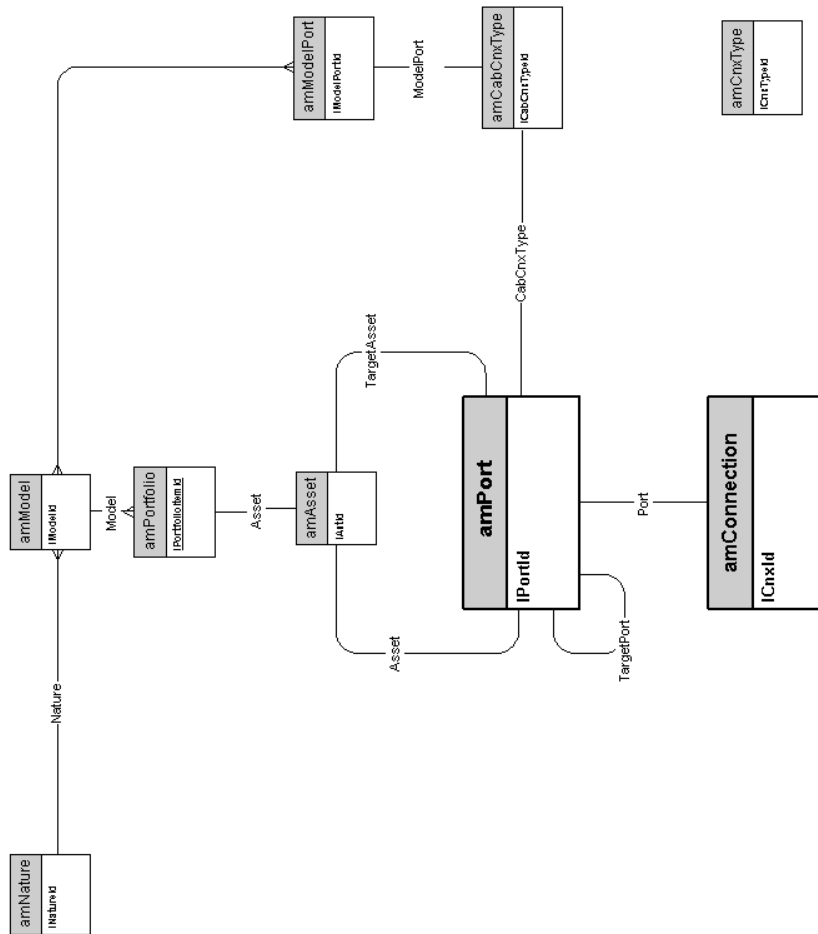 amNature
lNatureId
Nature
amModel
lModelId
Model
amPortfolio
lPortfolioItemId
Asset
amAsset
lAstId
amModelPort
lModelPortId
Asset
TargetAsset
ModelPort
amPort
lPortId
CabCnxType
amCabCnxType
lCabCnxTypeId
TargetPort
Port
amConnection
lCnxId
amCnxType
lCnxTypeId